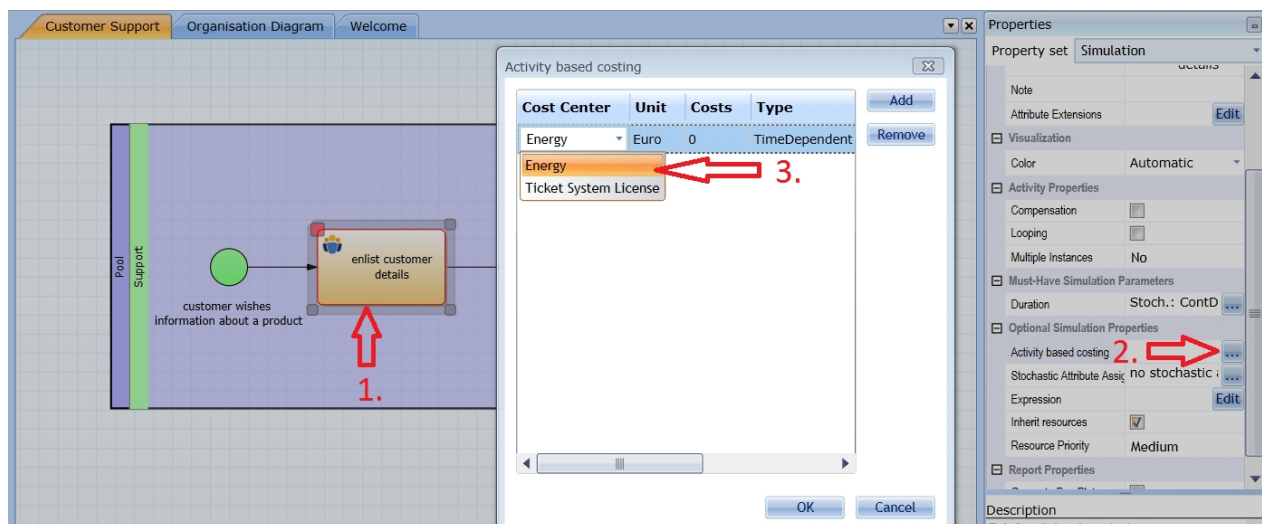 Customer Support
Organisation Diagram
Welcome
Pool
Support
customer wishes
information about a product
enlist customer
details
1.
Activity based costing
Cost Center Unit Costs Type
Energy Euro 0 TimeDependent
Energy
Ticket System License
3.
Add
Remove
OK
Cancel
Properties
Property set Simulation
details
Note
Attribute Extensions Edit
Visualization
Color Automatic
Activity Properties
Compensation
Looping
Multiple Instances No
Must-Have Simulation Parameters
Duration Stoch.: ContD ...
Optional Simulation Properties
Activity based costing 2. ...
Stochastic Attribute Assig no stochastic ...
Expression Edit
Inherit resources
Resource Priority Medium
Report Properties
Description